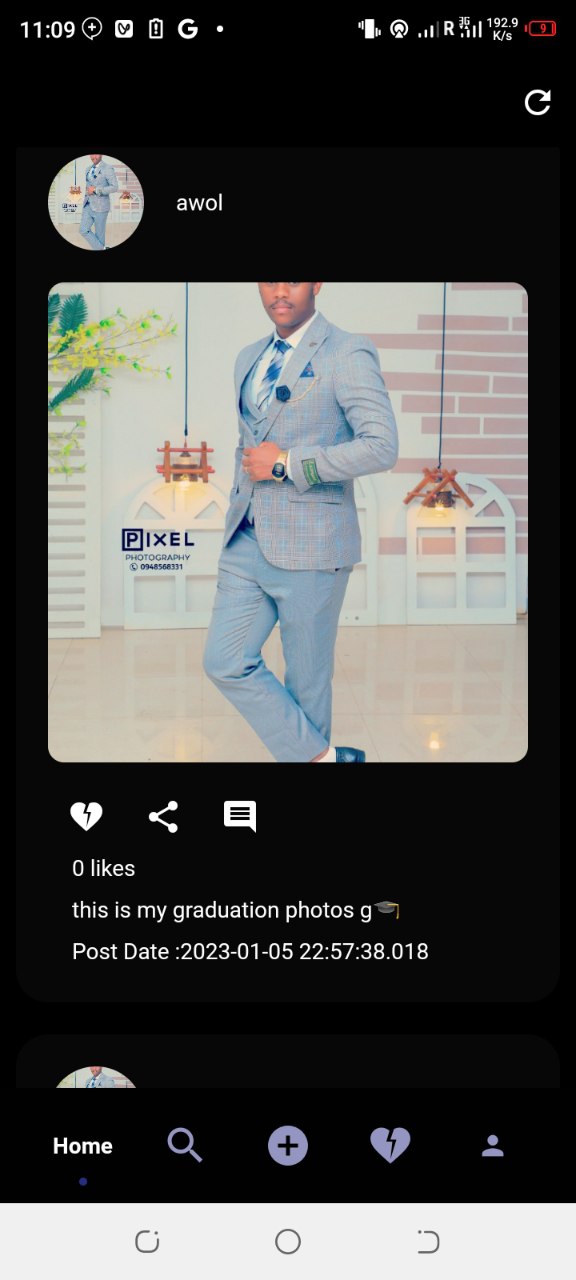 11:09
R
3G
192.9
K/s
9
awol
PIXEL
PHOTOGRAPHY
0948568331
0 likes
this is my graduation photos g🎓
Post Date :2023-01-05 22:57:38.018
Home